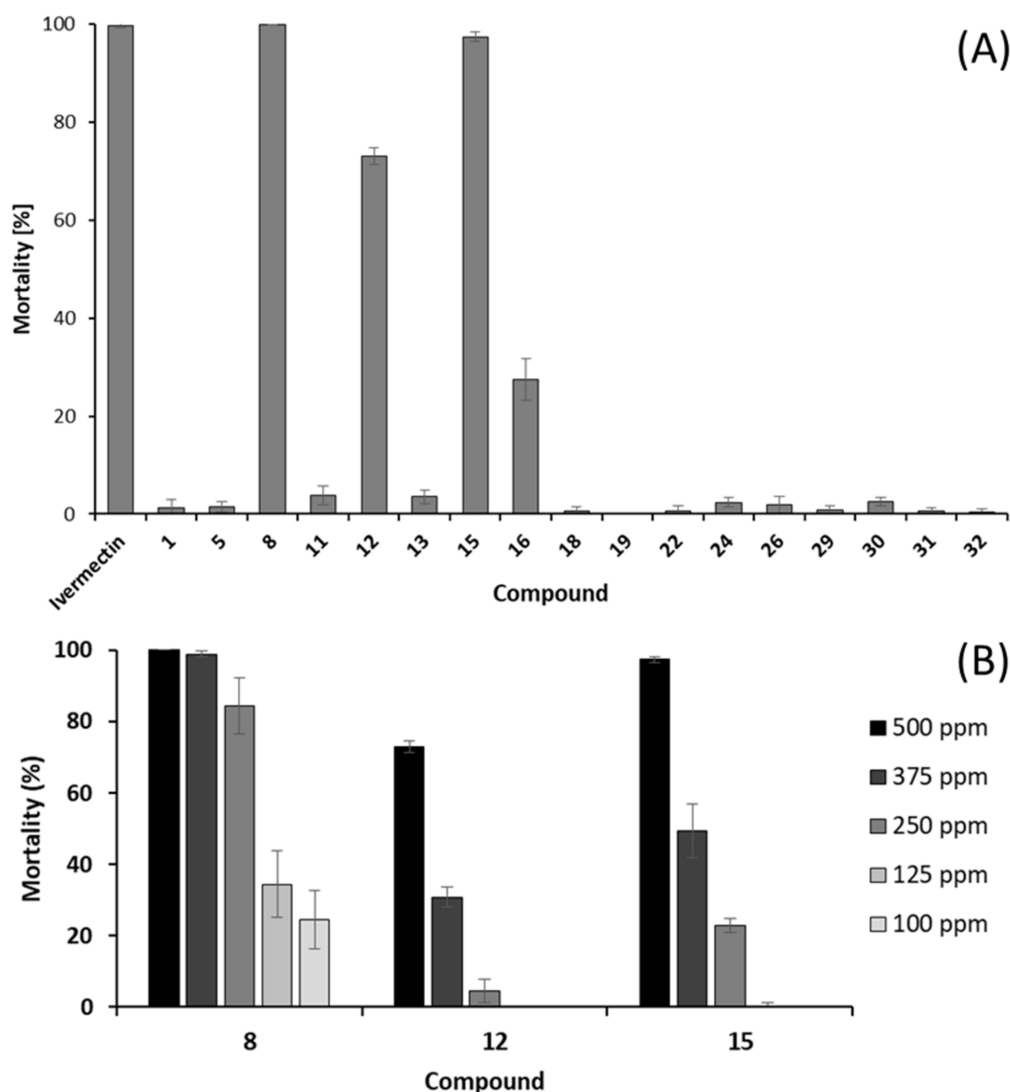 (A)
100
80
60
40
20
0
Mortality [%]
Ivermectin 1 5 8 11 12 13 15 16 18 19 22 24 26 29 30 31 32
Compound
(B)
100
80
60
40
20
0
Mortality (%)
500 ppm
375 ppm
250 ppm
125 ppm
100 ppm
8 12 15
Compound